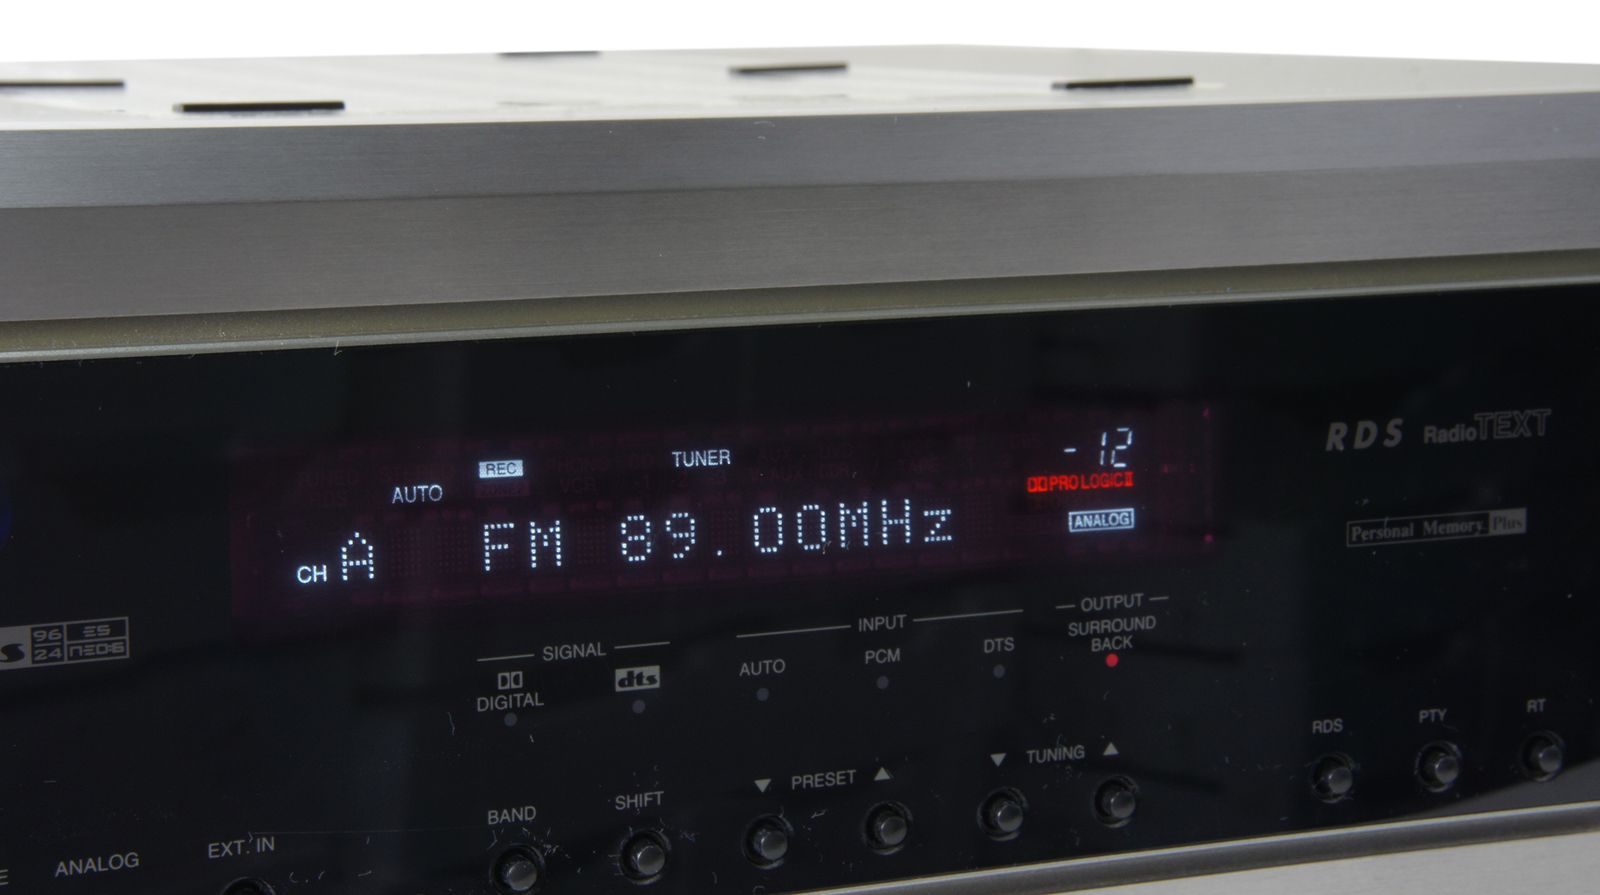 REC
TUNER
-12
AUTO
DD PRO LOGIC II
CH A FM 89.00MHz
ANALOG
RDS RadioTEXT
Personal Memory Plus
S 96 24 ES NEO:6
SIGNAL
INPUT
OUTPUT
DIGITAL
dts
AUTO
PCM
DTS
SURROUND
BACK
BAND
SHIFT
PRESET
TUNING
RDS
PTY
RT
E ANALOG
EXT. IN